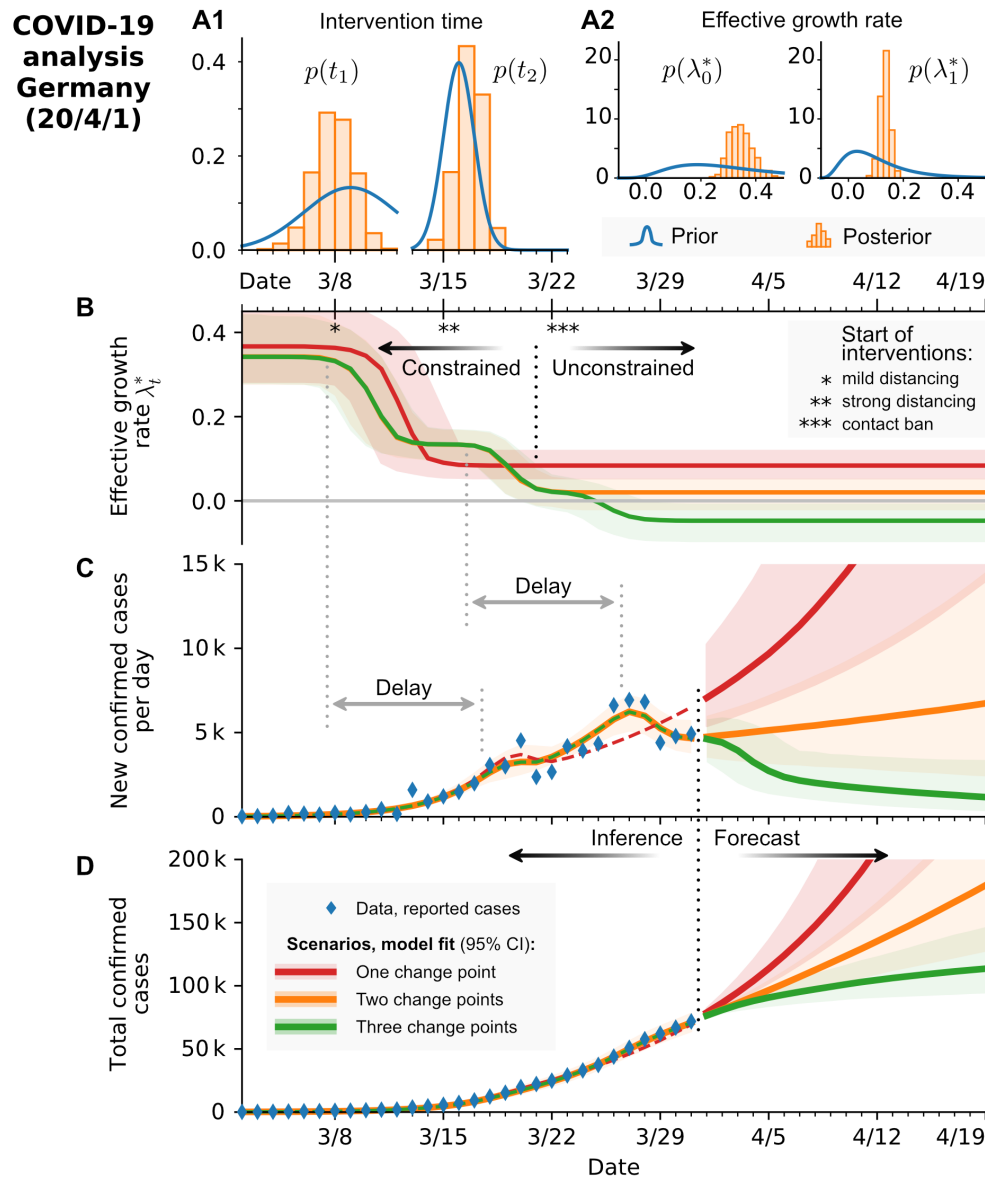 COVID-19
analysis
Germany
(20/4/1)
A1
Intervention time
A2
Effective growth rate
0.4
0.2
0.0
p(t₁)
p(t₂)
20
10
0
p(λ₀*)
0.0 0.2 0.4
20
10
0
p(λ₁*)
0.0 0.2 0.4
Prior
Posterior
Date 3/8 3/15 3/22 3/29 4/5 4/12 4/19
B
Effective growth
rate λₜ*
0.4
0.2
0.0
* ** ***
Constrained Unconstrained
Start of
interventions:
* mild distancing
** strong distancing
*** contact ban
C
New confirmed cases
per day
15 k
10 k
5 k
0
Delay
Delay
Inference Forecast
D
Total confirmed
cases
200 k
150 k
100 k
50 k
0
Data, reported cases
Scenarios, model fit (95% CI):
One change point
Two change points
Three change points
3/8 3/15 3/22 3/29 4/5 4/12 4/19
Date